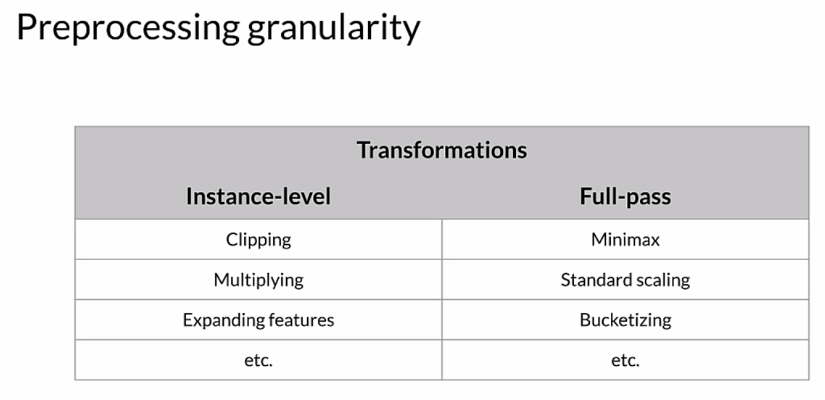 Preprocessing granularity
Transformations
Instance-level Full-pass
Clipping Minimax
Multiplying Standard scaling
Expanding features Bucketizing
etc. etc.